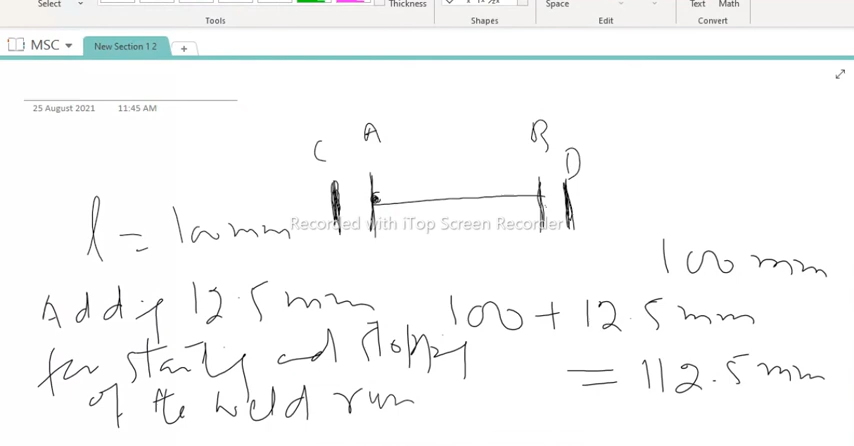 Select Thickness Space Text Math
Tools Shapes Edit Convert
MSC New Section 1 2 +
25 August 2021 11:45 AM
C A B D
l = 100 mm
Recorded with iTop Screen Recorder
100 mm
Adding 12.5 mm 100 + 12.5 mm
for starting and stopping = 112.5 mm
of the weld run